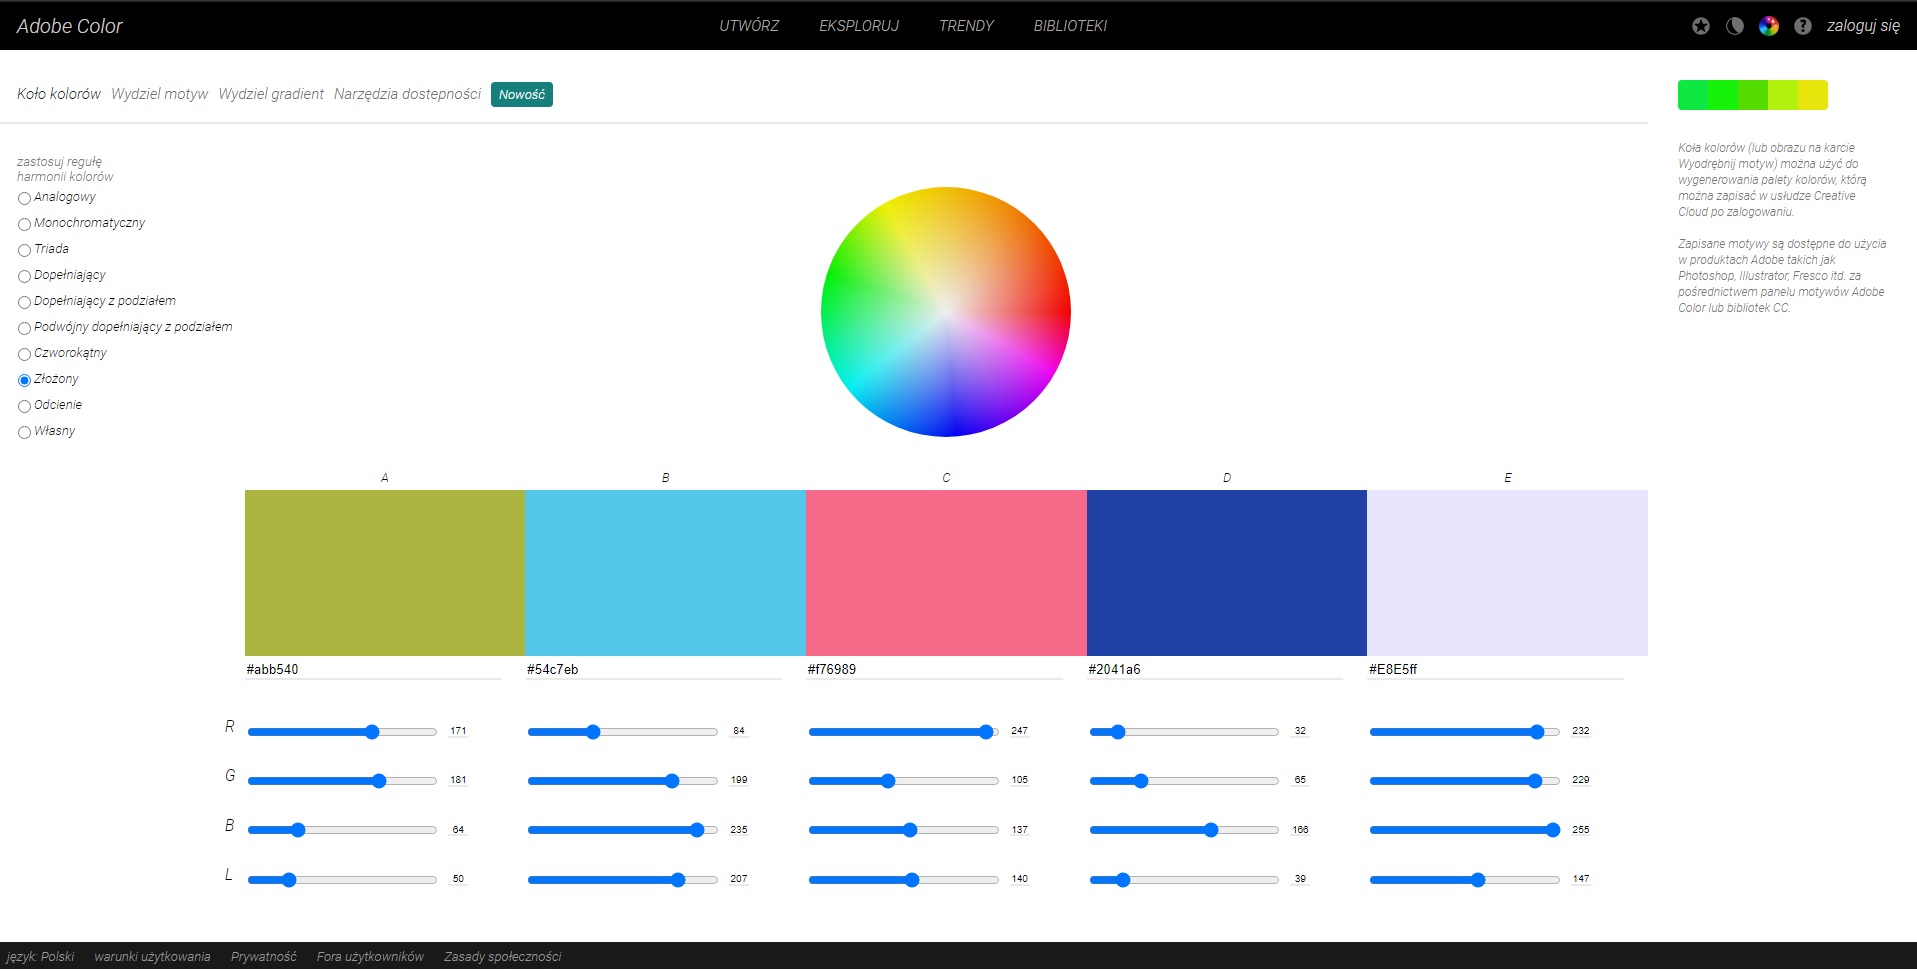 Adobe Color
UTWÓRZ EKSPLORUJ TRENDY BIBLIOTEKI
zaloguj się
Koło kolorów Wydziel motyw Wydziel gradient Narzędzia dostepności Nowość
zastosuj regułę
harmonii kolorów
Analogowy
Monochromatyczny
Triada
Dopełniający
Dopełniający z podziałem
Podwójny dopełniający z podziałem
Czworokątny
Złożony
Odcienie
Własny
Koła kolorów (lub obrazu na karcie
Wyodrębnij motyw) można użyć do
wygenerowania palety kolorów, którą
można zapisać w usłudze Creative
Cloud po zalogowaniu.
Zapisane motywy są dostępne do użycia
w produktach Adobe takich jak
Photoshop, Illustrator, Fresco itd. za
pośrednictwem panelu motywów Adobe
Color lub bibliotek CC.
A B C D E
#abb540 #54c7eb #f76989 #2041a6 #E8E5ff
R 171 84 247 32 232
G 181 199 105 65 229
B 64 235 137 166 255
L 50 207 140 39 147
język: Polski warunki użytkowania Prywatność Fora użytkowników Zasady społeczności